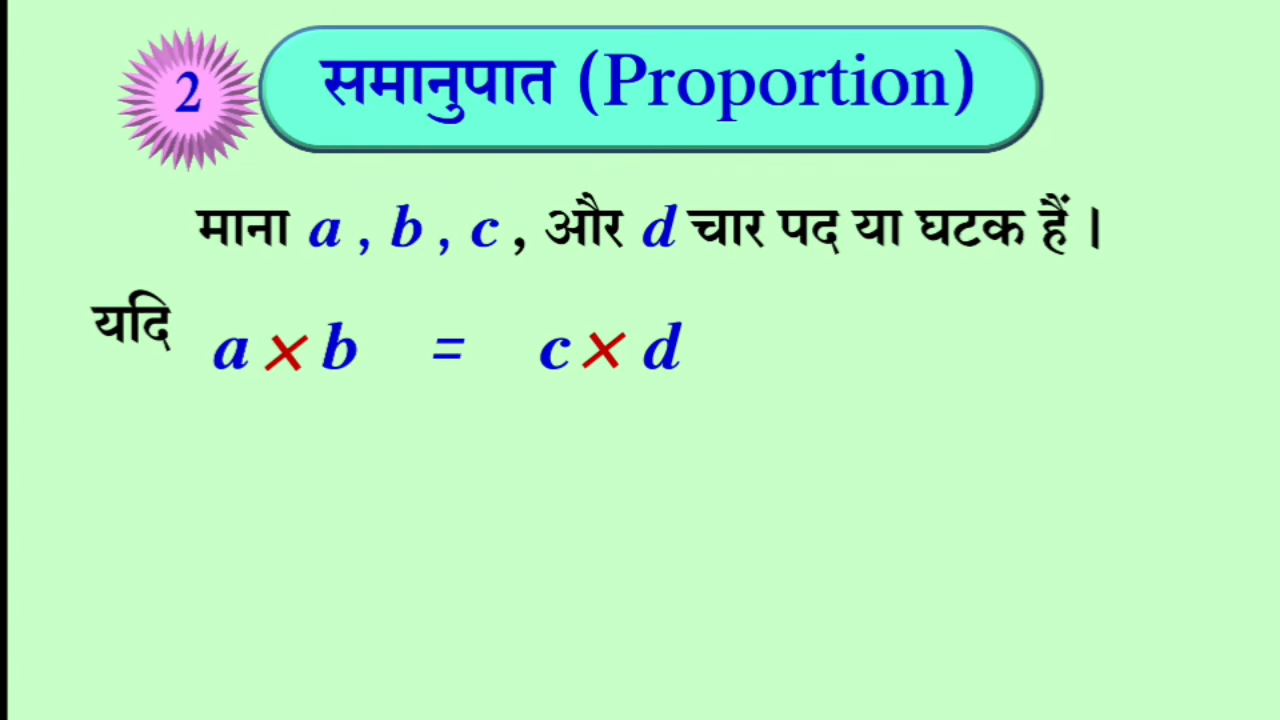 2 समानुपात (Proportion)
माना a , b , c , और d चार पद या घटक हैं ।
यदि a × b = c × d